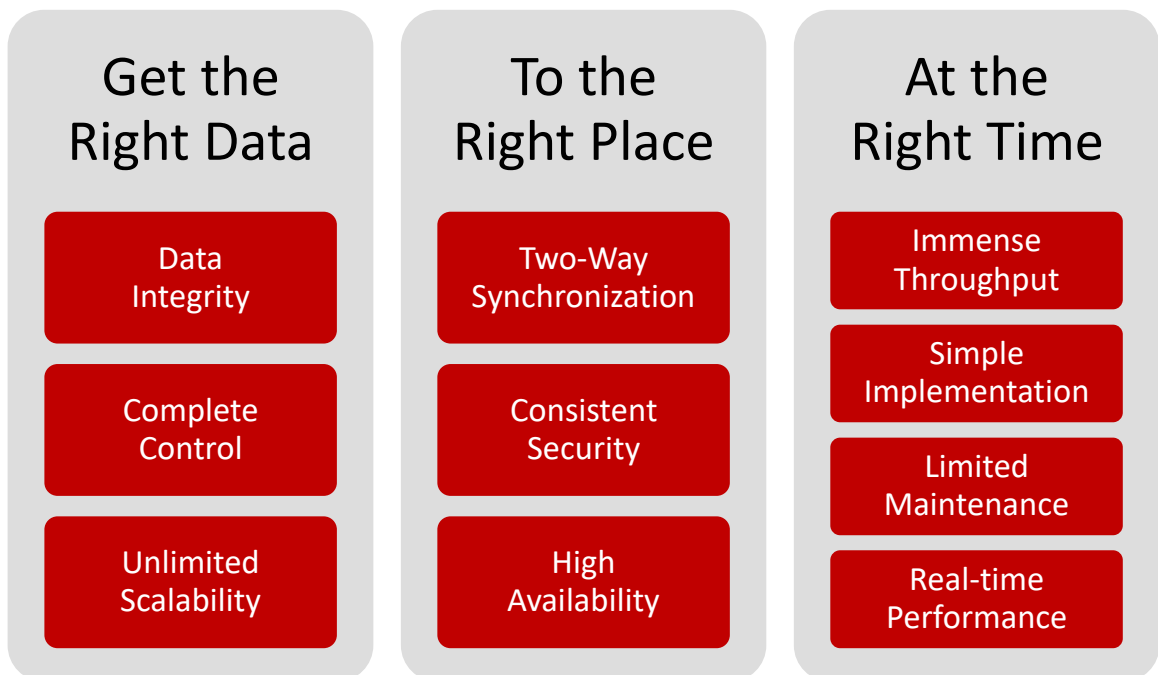 Get the
Right Data
Data
Integrity
Complete
Control
Unlimited
Scalability
To the
Right Place
Two-Way
Synchronization
Consistent
Security
High
Availability
At the
Right Time
Immense
Throughput
Simple
Implementation
Limited
Maintenance
Real-time
Performance